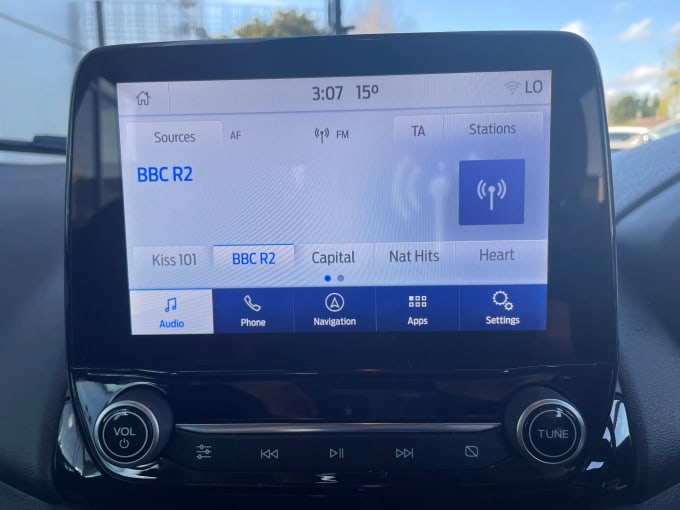 3:07 15º LO
Sources AF FM TA Stations
BBC R2
Kiss 101 BBC R2 Capital Nat Hits Heart
Audio Phone Navigation Apps Settings
VOL TUNE